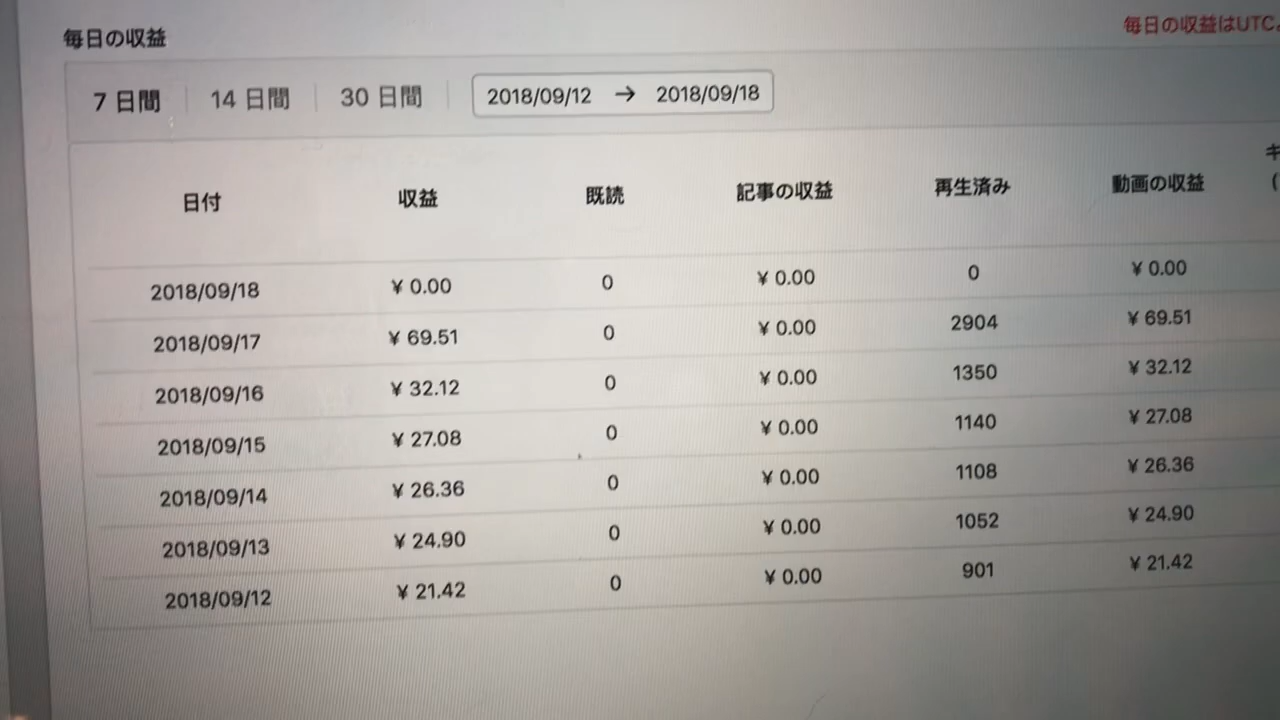 毎日の収益
毎日の収益はUTC
7 日間 14 日間 30 日間 2018/09/12 → 2018/09/18
日付 収益 既読 記事の収益 再生済み 動画の収益 キ
(
2018/09/18 ¥ 0.00 0 ¥ 0.00 0 ¥ 0.00
2018/09/17 ¥ 69.51 0 ¥ 0.00 2904 ¥ 69.51
2018/09/16 ¥ 32.12 0 ¥ 0.00 1350 ¥ 32.12
2018/09/15 ¥ 27.08 0 ¥ 0.00 1140 ¥ 27.08
2018/09/14 ¥ 26.36 0 ¥ 0.00 1108 ¥ 26.36
2018/09/13 ¥ 24.90 0 ¥ 0.00 1052 ¥ 24.90
2018/09/12 ¥ 21.42 0 ¥ 0.00 901 ¥ 21.42